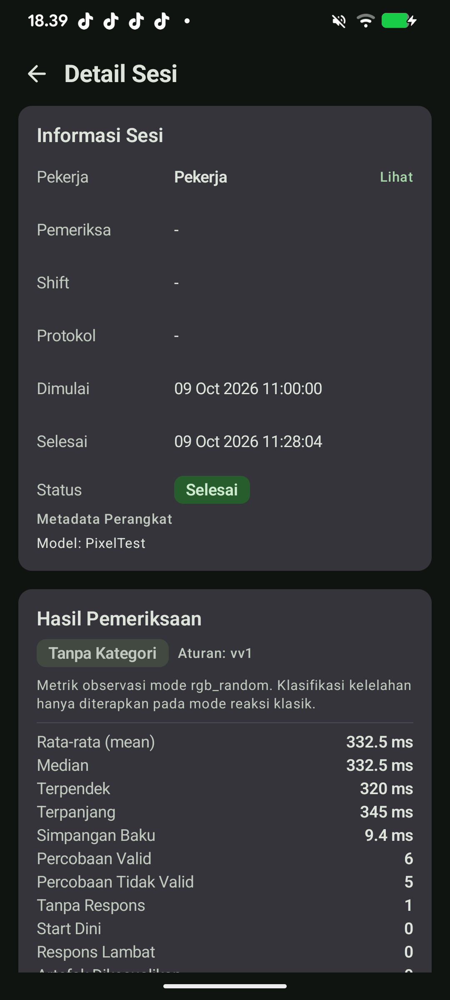 18.39
Detail Sesi
Informasi Sesi
Pekerja Pekerja Lihat
Pemeriksa -
Shift -
Protokol -
Dimulai 09 Oct 2026 11:00:00
Selesai 09 Oct 2026 11:28:04
Status Selesai
Metadata Perangkat
Model: PixelTest
Hasil Pemeriksaan
Tanpa Kategori Aturan: vv1
Metrik observasi mode rgb_random. Klasifikasi kelelahan
hanya diterapkan pada mode reaksi klasik.
Rata-rata (mean) 332.5 ms
Median 332.5 ms
Terpendek 320 ms
Terpanjang 345 ms
Simpangan Baku 9.4 ms
Percobaan Valid 6
Percobaan Tidak Valid 5
Tanpa Respons 1
Start Dini 0
Respons Lambat 0